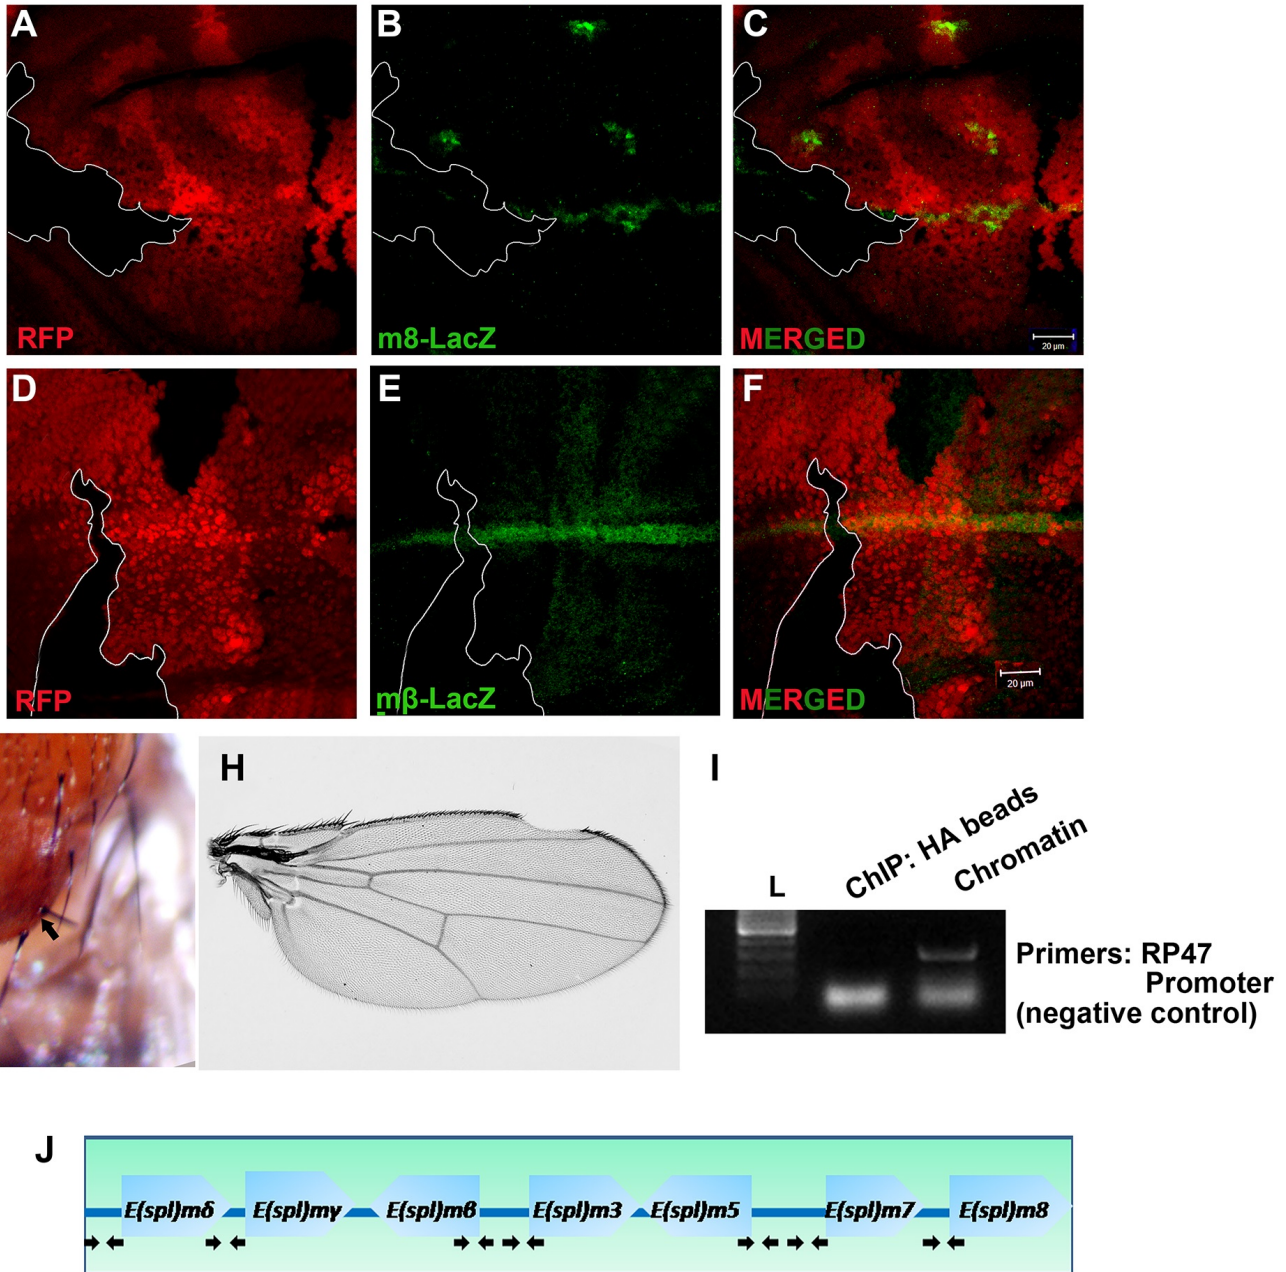 A
RFP
B
m8-LacZ
C
MERGED
20 µm
D
RFP
E
mβ-LacZ
F
MERGED
20 µm
H
I
L
ChIP: HA beads
Chromatin
Primers: RP47
Promoter
(negative control)
J
E(spl)mδ
E(spl)mγ
E(spl)mβ
E(spl)m3
E(spl)m5
E(spl)m7
E(spl)m8